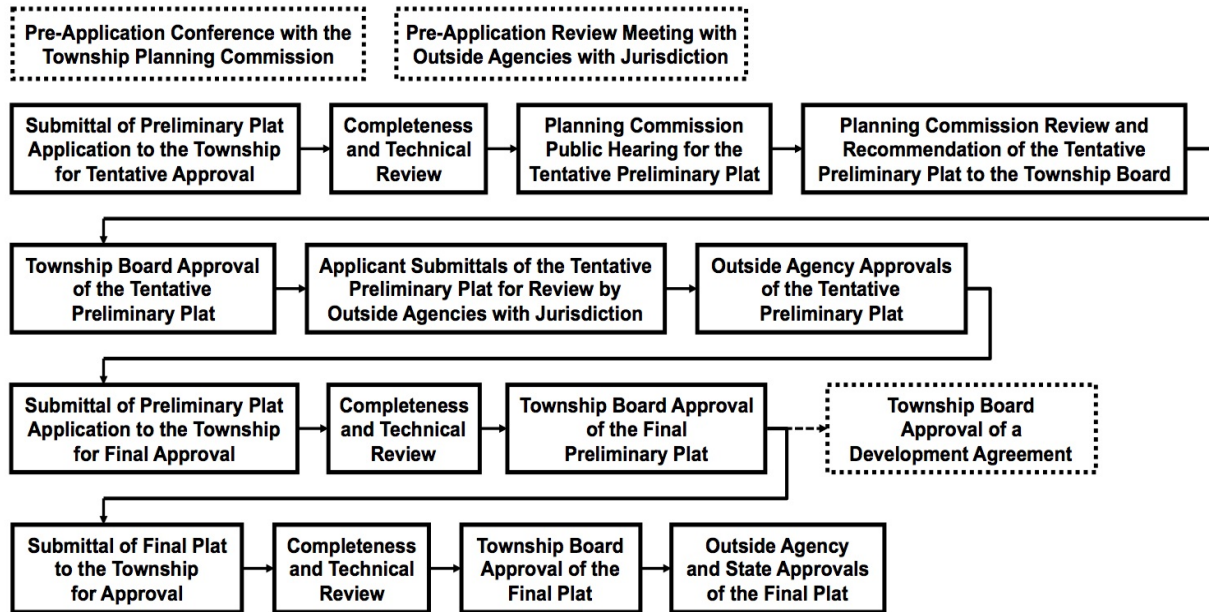 Pre-Application Conference with the
Township Planning Commission
Pre-Application Review Meeting with
Outside Agencies with Jurisdiction
Submittal of Preliminary Plat
Application to the Township
for Tentative Approval
Completeness
and Technical
Review
Planning Commission
Public Hearing for the
Tentative Preliminary Plat
Planning Commission Review and
Recommendation of the Tentative
Preliminary Plat to the Township Board
Township Board Approval
of the Tentative
Preliminary Plat
Applicant Submittals of the Tentative
Preliminary Plat for Review by
Outside Agencies with Jurisdiction
Outside Agency Approvals
of the Tentative
Preliminary Plat
Submittal of Preliminary Plat
Application to the Township
for Final Approval
Completeness
and Technical
Review
Township Board Approval
of the Final
Preliminary Plat
Township Board
Approval of a
Development Agreement
Submittal of Final Plat
to the Township
for Approval
Completeness
and Technical
Review
Township Board
Approval of the
Final Plat
Outside Agency
and State Approvals
of the Final Plat